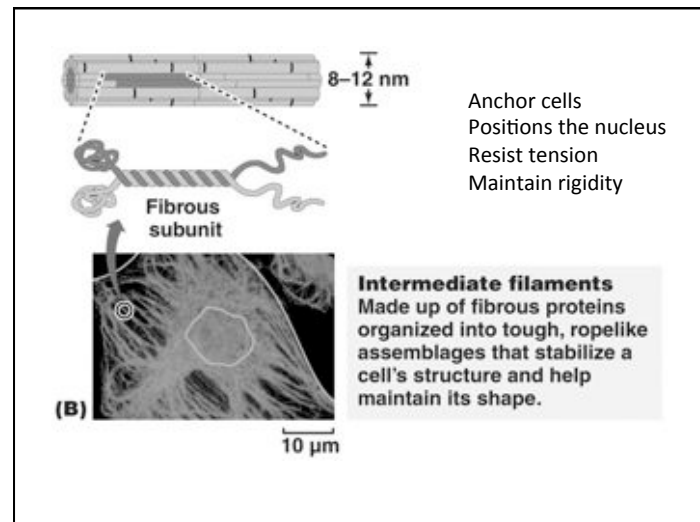 8–12 nm
Anchor cells
Positions the nucleus
Resist tension
Maintain rigidity
Fibrous
subunit
Intermediate filaments
Made up of fibrous proteins
organized into tough, ropelike
assemblages that stabilize a
cell's structure and help
maintain its shape.
(B)
10 µm